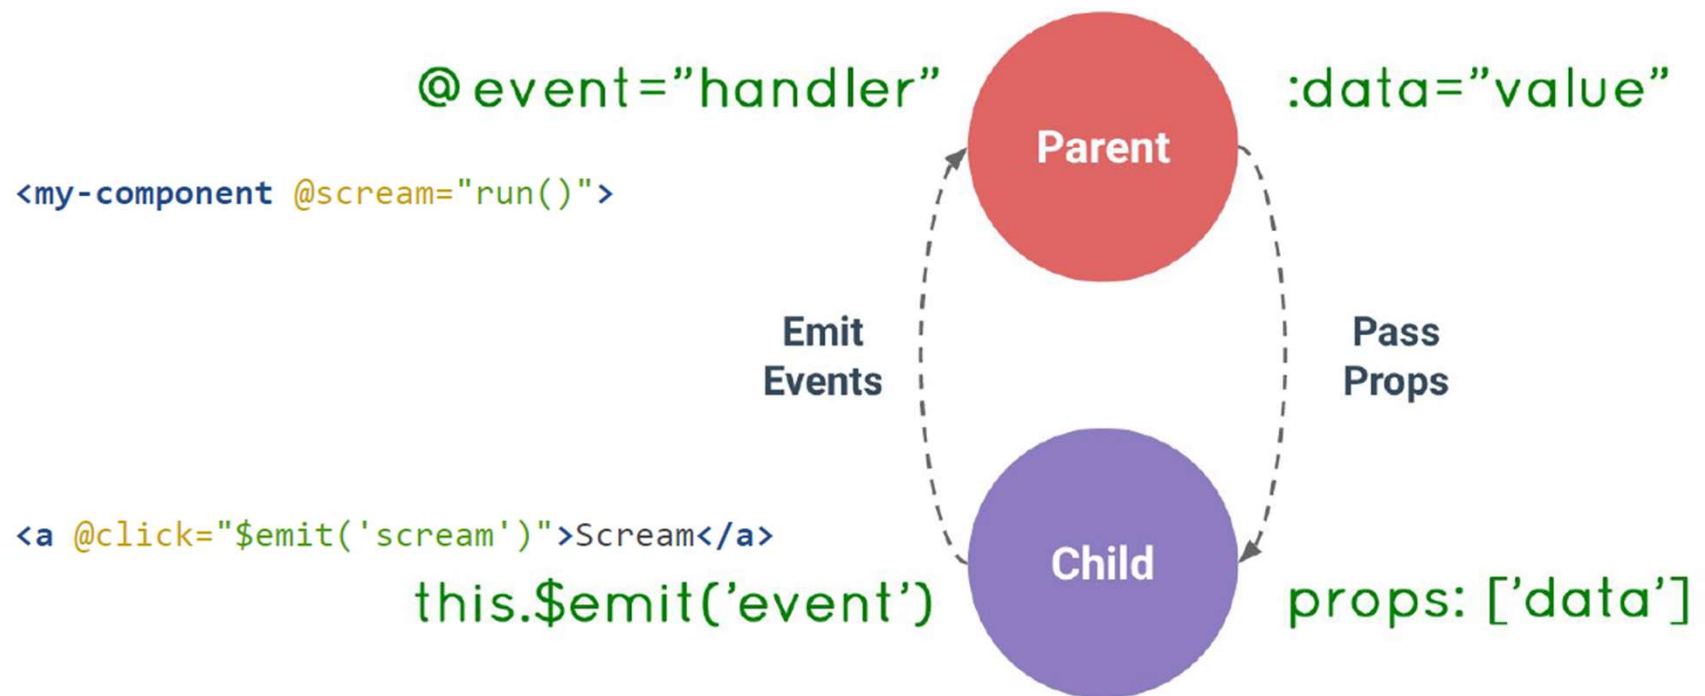 @event="handler"
:data="value"
Parent
<my-component @scream="run()">
Emit
Events
Pass
Props
<a @click="$emit('scream')">Scream</a>
Child
this.$emit('event')
props: ['data']